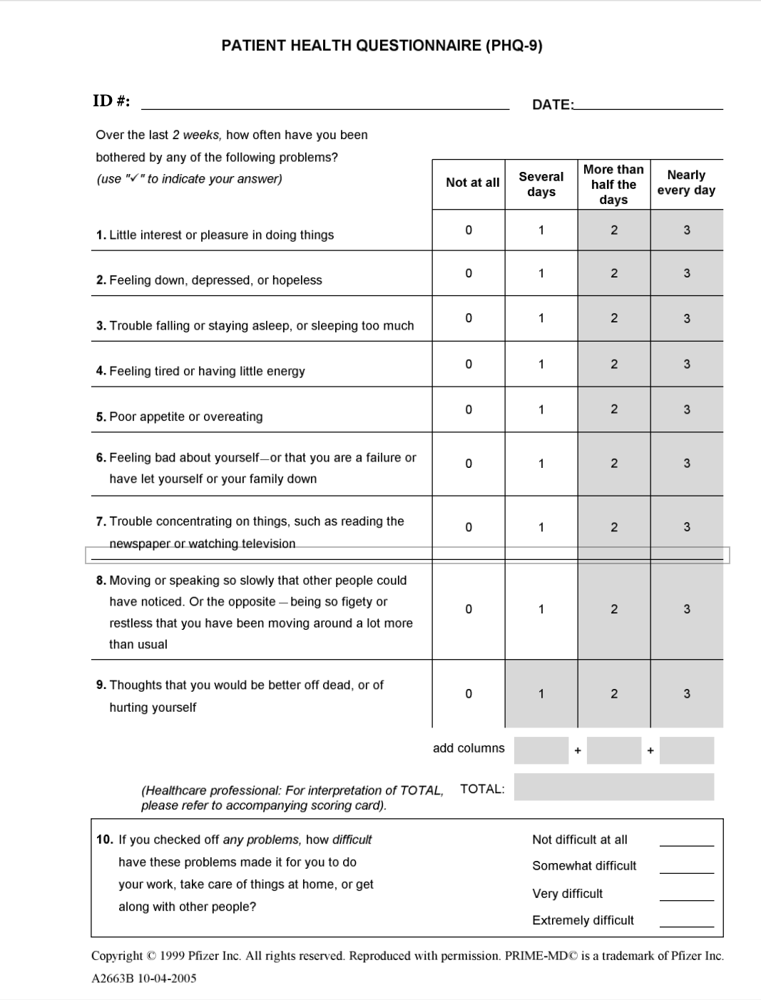 PATIENT HEALTH QUESTIONNAIRE (PHQ-9)
ID #: DATE:
Over the last 2 weeks, how often have you been
bothered by any of the following problems?
(use "✓" to indicate your answer)
Not at all
Several
days
More than
half the
days
Nearly
every day
1. Little interest or pleasure in doing things 0 1 2 3
2. Feeling down, depressed, or hopeless 0 1 2 3
3. Trouble falling or staying asleep, or sleeping too much 0 1 2 3
4. Feeling tired or having little energy 0 1 2 3
5. Poor appetite or overeating 0 1 2 3
6. Feeling bad about yourself—or that you are a failure or
have let yourself or your family down
0 1 2 3
7. Trouble concentrating on things, such as reading the
newspaper or watching television
0 1 2 3
8. Moving or speaking so slowly that other people could
have noticed. Or the opposite — being so figety or
restless that you have been moving around a lot more
than usual
0 1 2 3
9. Thoughts that you would be better off dead, or of
hurting yourself
0 1 2 3
add columns + +
(Healthcare professional: For interpretation of TOTAL, TOTAL:
please refer to accompanying scoring card).
10. If you checked off any problems, how difficult
have these problems made it for you to do
your work, take care of things at home, or get
along with other people?
Not difficult at all
Somewhat difficult
Very difficult
Extremely difficult
Copyright © 1999 Pfizer Inc. All rights reserved. Reproduced with permission. PRIME-MD© is a trademark of Pfizer Inc.
A2663B 10-04-2005